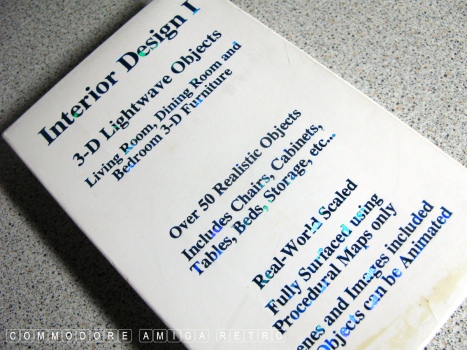 Interior Design I
3-D Lightwave Objects
Living Room, Dining Room and
Bedroom 3-D Furniture
Over 50 Realistic Objects
Includes Chairs, Cabinets,
Tables, Beds, Storage, etc...
Real-World Scaled
Fully Surfaced using
Procedural Maps only
and Images included
can be Animated
COMMODORE AMIGA RETRO